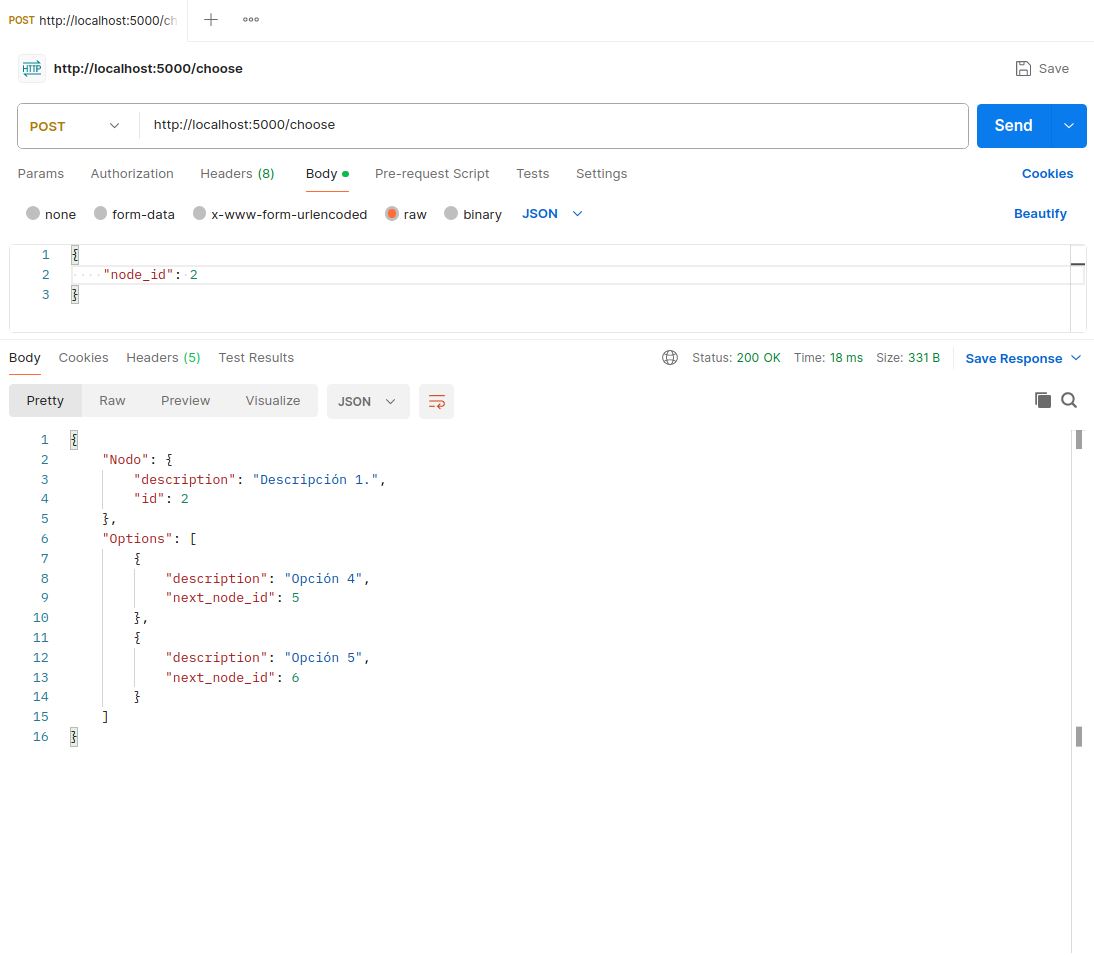 POST http://localhost:5000/ch
HTTP http://localhost:5000/choose Save
POST http://localhost:5000/choose Send
Params Authorization Headers (8) Body Pre-request Script Tests Settings Cookies
none form-data x-www-form-urlencoded raw binary JSON Beautify
1 {
2 "node_id": 2
3 }
Body Cookies Headers (5) Test Results Status: 200 OK Time: 18 ms Size: 331 B Save Response
Pretty Raw Preview Visualize JSON
1 {
2 "Nodo": {
3 "description": "Descripción 1.",
4 "id": 2
5 },
6 "Options": [
7 {
8 "description": "Opción 4",
9 "next_node_id": 5
10 },
11 {
12 "description": "Opción 5",
13 "next_node_id": 6
14 }
15 ]
16 }